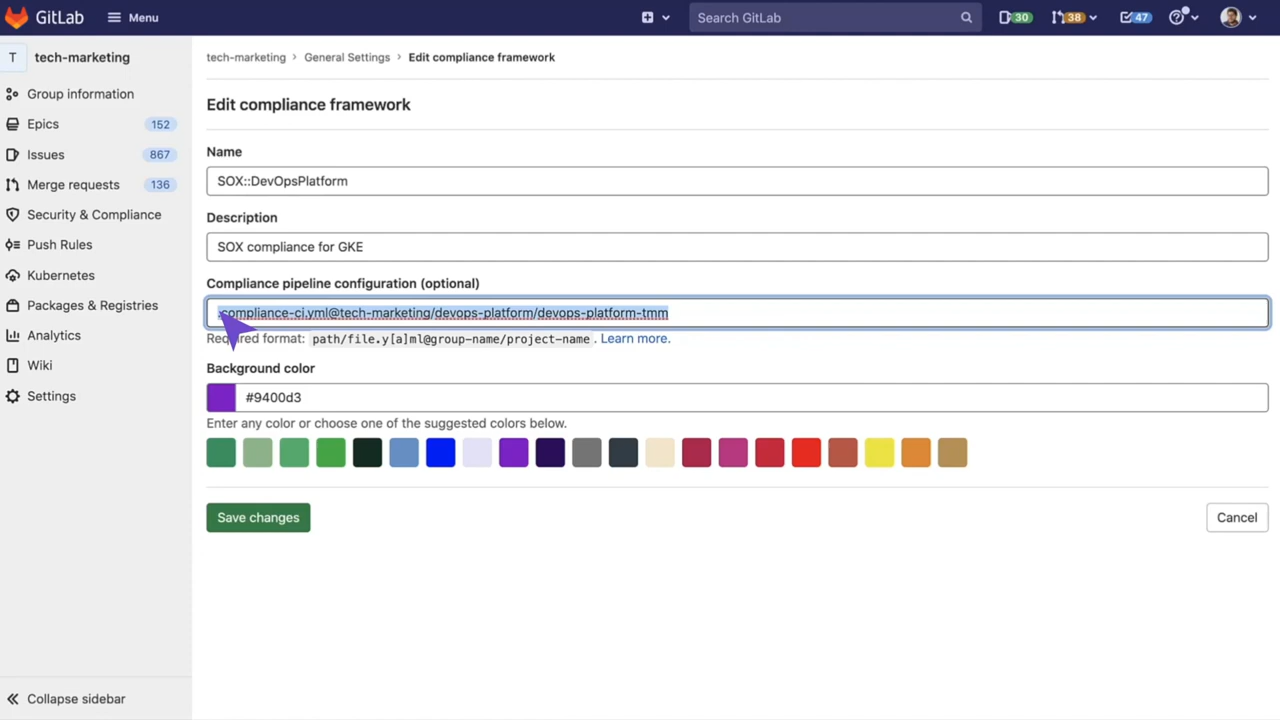 GitLab
Menu
Search GitLab
30
38
47
T
tech-marketing
Group information
Epics 152
Issues 867
Merge requests 136
Security & Compliance
Push Rules
Kubernetes
Packages & Registries
Analytics
Wiki
Settings
Collapse sidebar
tech-marketing › General Settings › Edit compliance framework
Edit compliance framework
Name
SOX::DevOpsPlatform
Description
SOX compliance for GKE
Compliance pipeline configuration (optional)
.compliance-ci.yml@tech-marketing/devops-platform/devops-platform-tmm
Required format: path/file.y[a]ml@group-name/project-name. Learn more.
Background color
#9400d3
Enter any color or choose one of the suggested colors below.
Save changes
Cancel